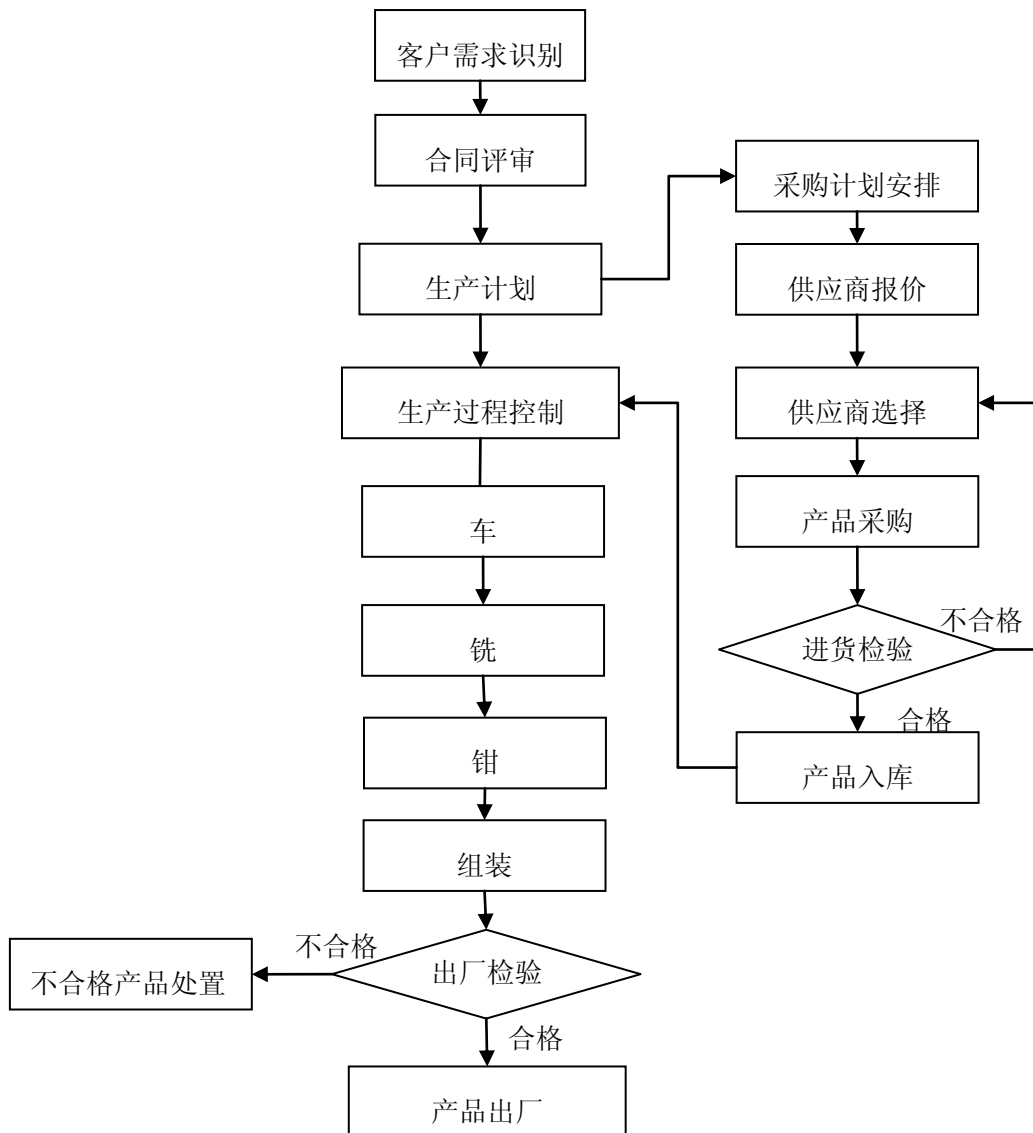 客户需求识别
合同评审
采购计划安排
生产计划
供应商报价
生产过程控制
供应商选择
车
产品采购
不合格
铣
进货检验
合格
钳
产品入库
组装
不合格
不合格产品处置
出厂检验
合格
产品出厂